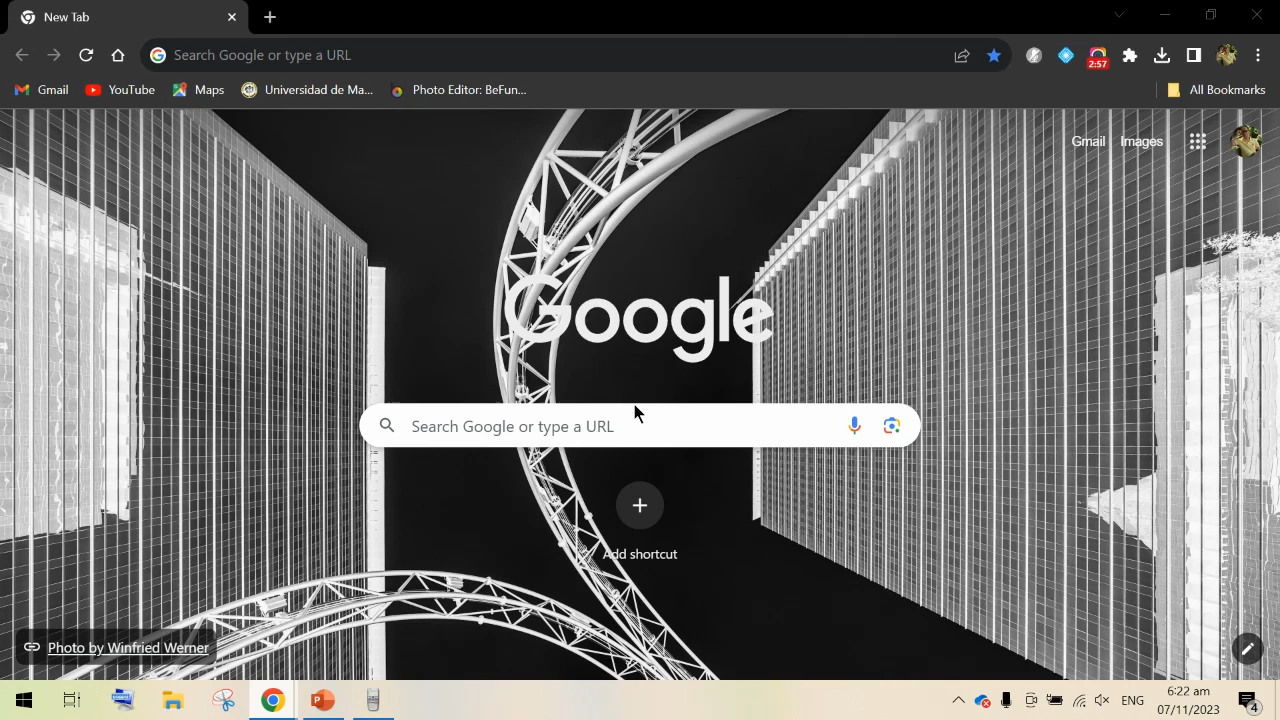 New Tab
Search Google or type a URL
2:57
Gmail
YouTube
Maps
Universidad de Ma...
Photo Editor: BeFun...
All Bookmarks
Gmail
Images
Google
Search Google or type a URL
Add shortcut
Photo by Winfried Werner
ENG
6:22 am
07/11/2023
4